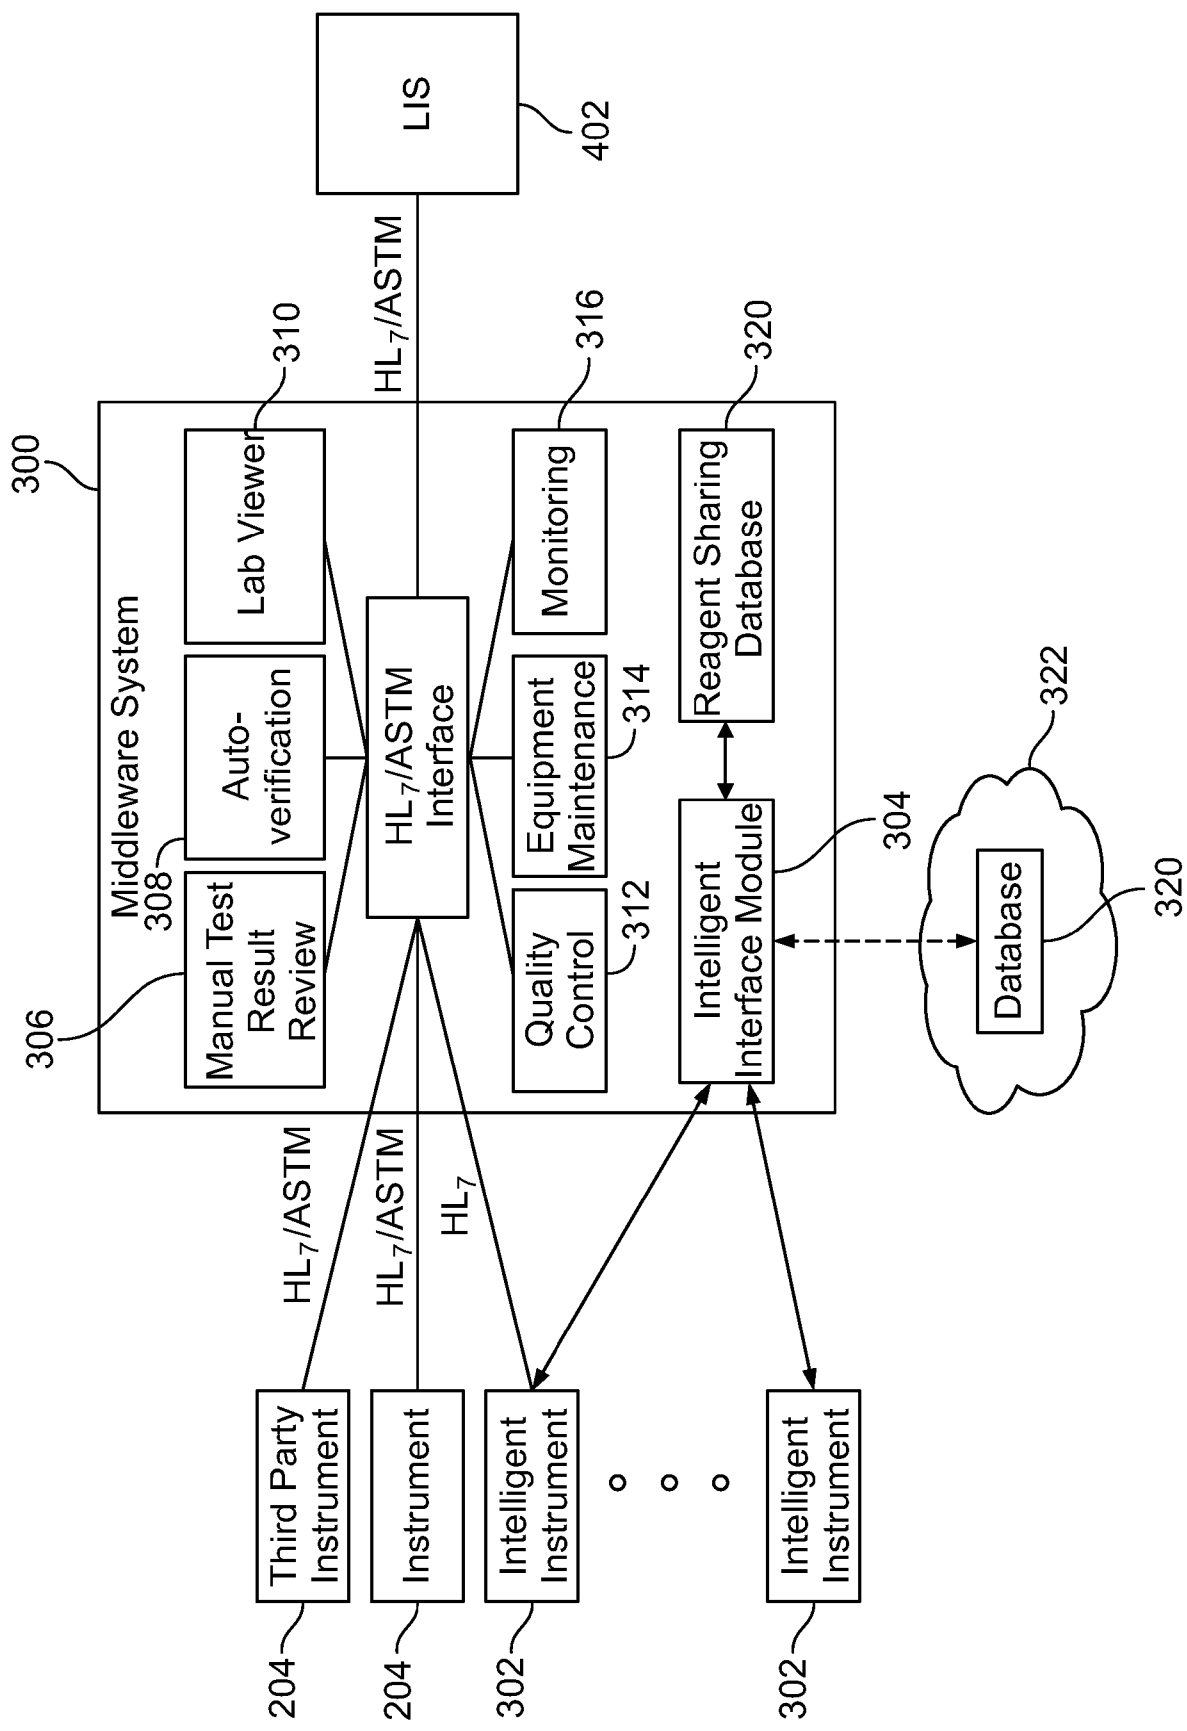 300
Middleware System
306
Manual Test
Result
Review
308
Auto-
verification
Lab Viewer
310
HL7/ASTM
Interface
HL7/ASTM
LIS
402
Quality
Control
312
Equipment
Maintenance
314
Monitoring
316
Intelligent
Interface Module
304
Reagent Sharing
Database
320
Database
320
322
204
Third Party
Instrument
HL7/ASTM
204
Instrument
HL7/ASTM
302
Intelligent
Instrument
HL7
302
Intelligent
Instrument